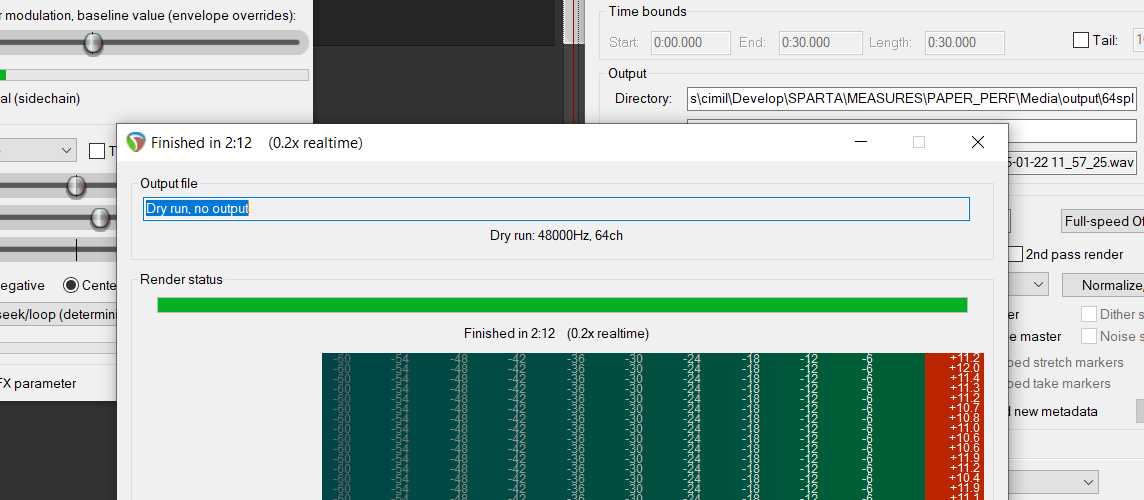 r modulation, baseline value (envelope overrides):
al (sidechain)
T
egative Cente
seek/loop (determini
FX parameter
Time bounds
Start: 0:00.000 End: 0:30.000 Length: 0:30.000 Tail: 10
Output
Directory: s\cimil\Develop\SPARTA\MEASURES\PAPER_PERF\Media\output\64spl
5-01-22 11_57_25.wav
Full-speed Of
2nd pass render
Normalize,
er Dither s
e master Noise s
ped stretch markers
ped take markers
d new metadata
Finished in 2:12 (0.2x realtime)
Output file
Dry run, no output
Dry run: 48000Hz, 64ch
Render status
Finished in 2:12 (0.2x realtime)
-60 -54 -48 -42 -36 -30 -24 -18 -12 -6 +11.2
-60 -54 -48 -42 -36 -30 -24 -18 -12 -6 +12.0
-60 -54 -48 -42 -36 -30 -24 -18 -12 -6 +11.4
-60 -54 -48 -42 -36 -30 -24 -18 -12 -6 +11.3
-60 -54 -48 -42 -36 -30 -24 -18 -12 -6 +11.2
-60 -54 -48 -42 -36 -30 -24 -18 -12 -6 +10.7
-60 -54 -48 -42 -36 -30 -24 -18 -12 -6 +10.8
-60 -54 -48 -42 -36 -30 -24 -18 -12 -6 +11.0
-60 -54 -48 -42 -36 -30 -24 -18 -12 -6 +10.6
-60 -54 -48 -42 -36 -30 -24 -18 -12 -6 +10.6
-60 -54 -48 -42 -36 -30 -24 -18 -12 -6 +11.9
-60 -54 -48 -42 -36 -30 -24 -18 -12 -6 +11.2
-60 -54 -48 -42 -36 -30 -24 -18 -12 -6 +10.4
-60 -54 -48 -42 -36 -30 -24 -18 -12 -6 +11.9
-60 -54 -48 -42 -36 -30 -24 -18 -12 -6 +11.1